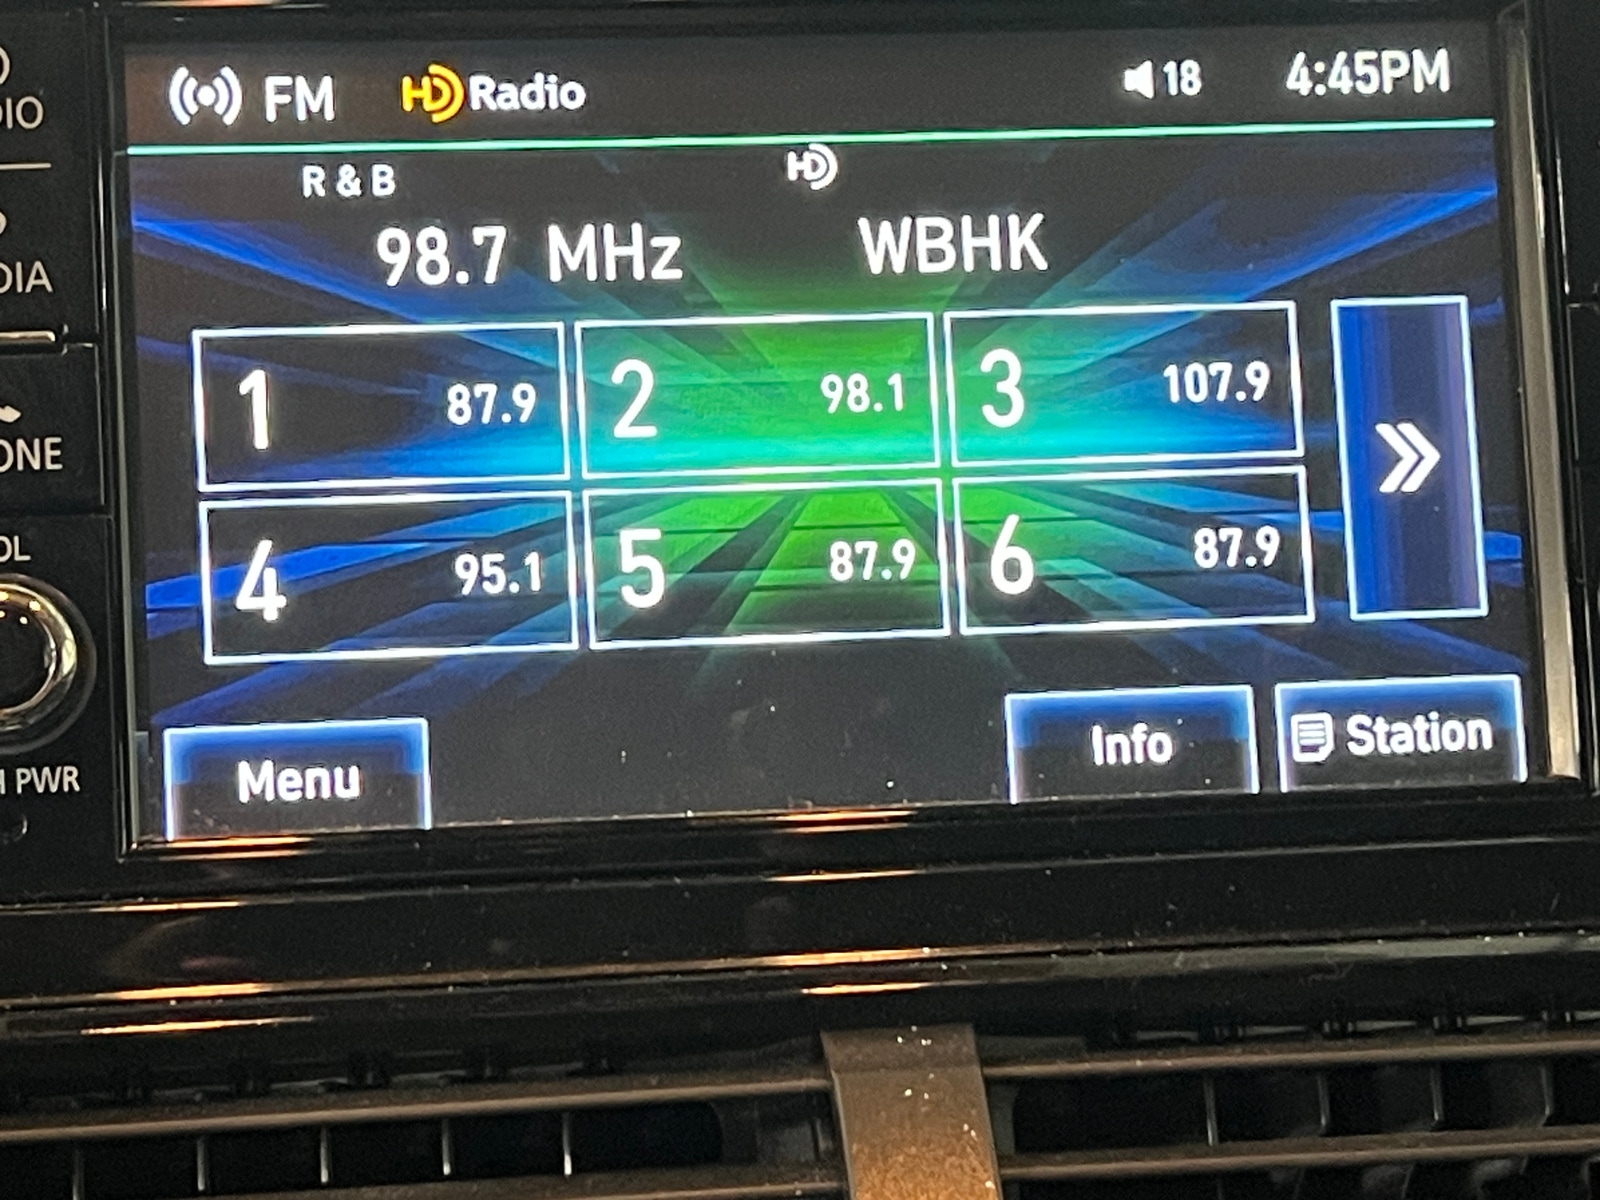 FM HD Radio 18 4:45PM
R & B HD
98.7 MHz WBHK
1 87.9 2 98.1 3 107.9
4 95.1 5 87.9 6 87.9
Menu Info Station
PWR